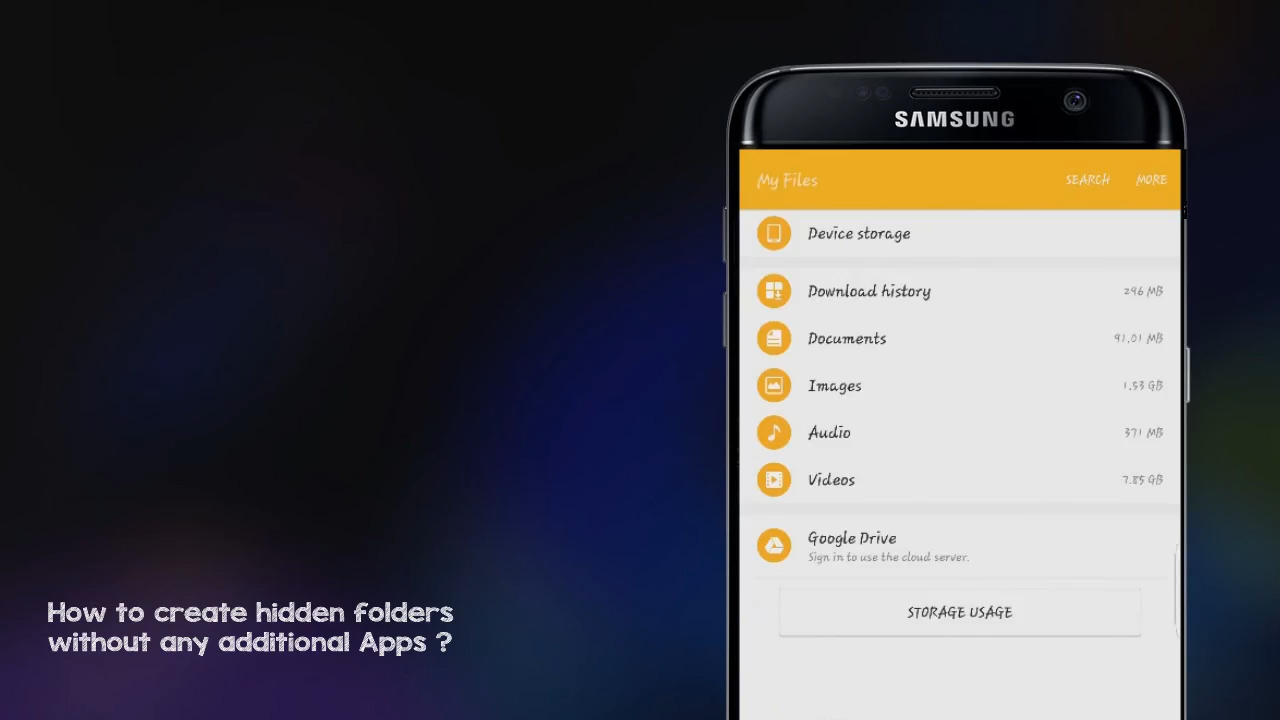 SAMSUNG
My Files SEARCH MORE
Device storage
Download history 296 MB
Documents 91.01 MB
Images 1.53 GB
Audio 371 MB
Videos 7.85 GB
Google Drive
Sign in to use the cloud server.
STORAGE USAGE
How to create hidden folders
without any additional Apps ?